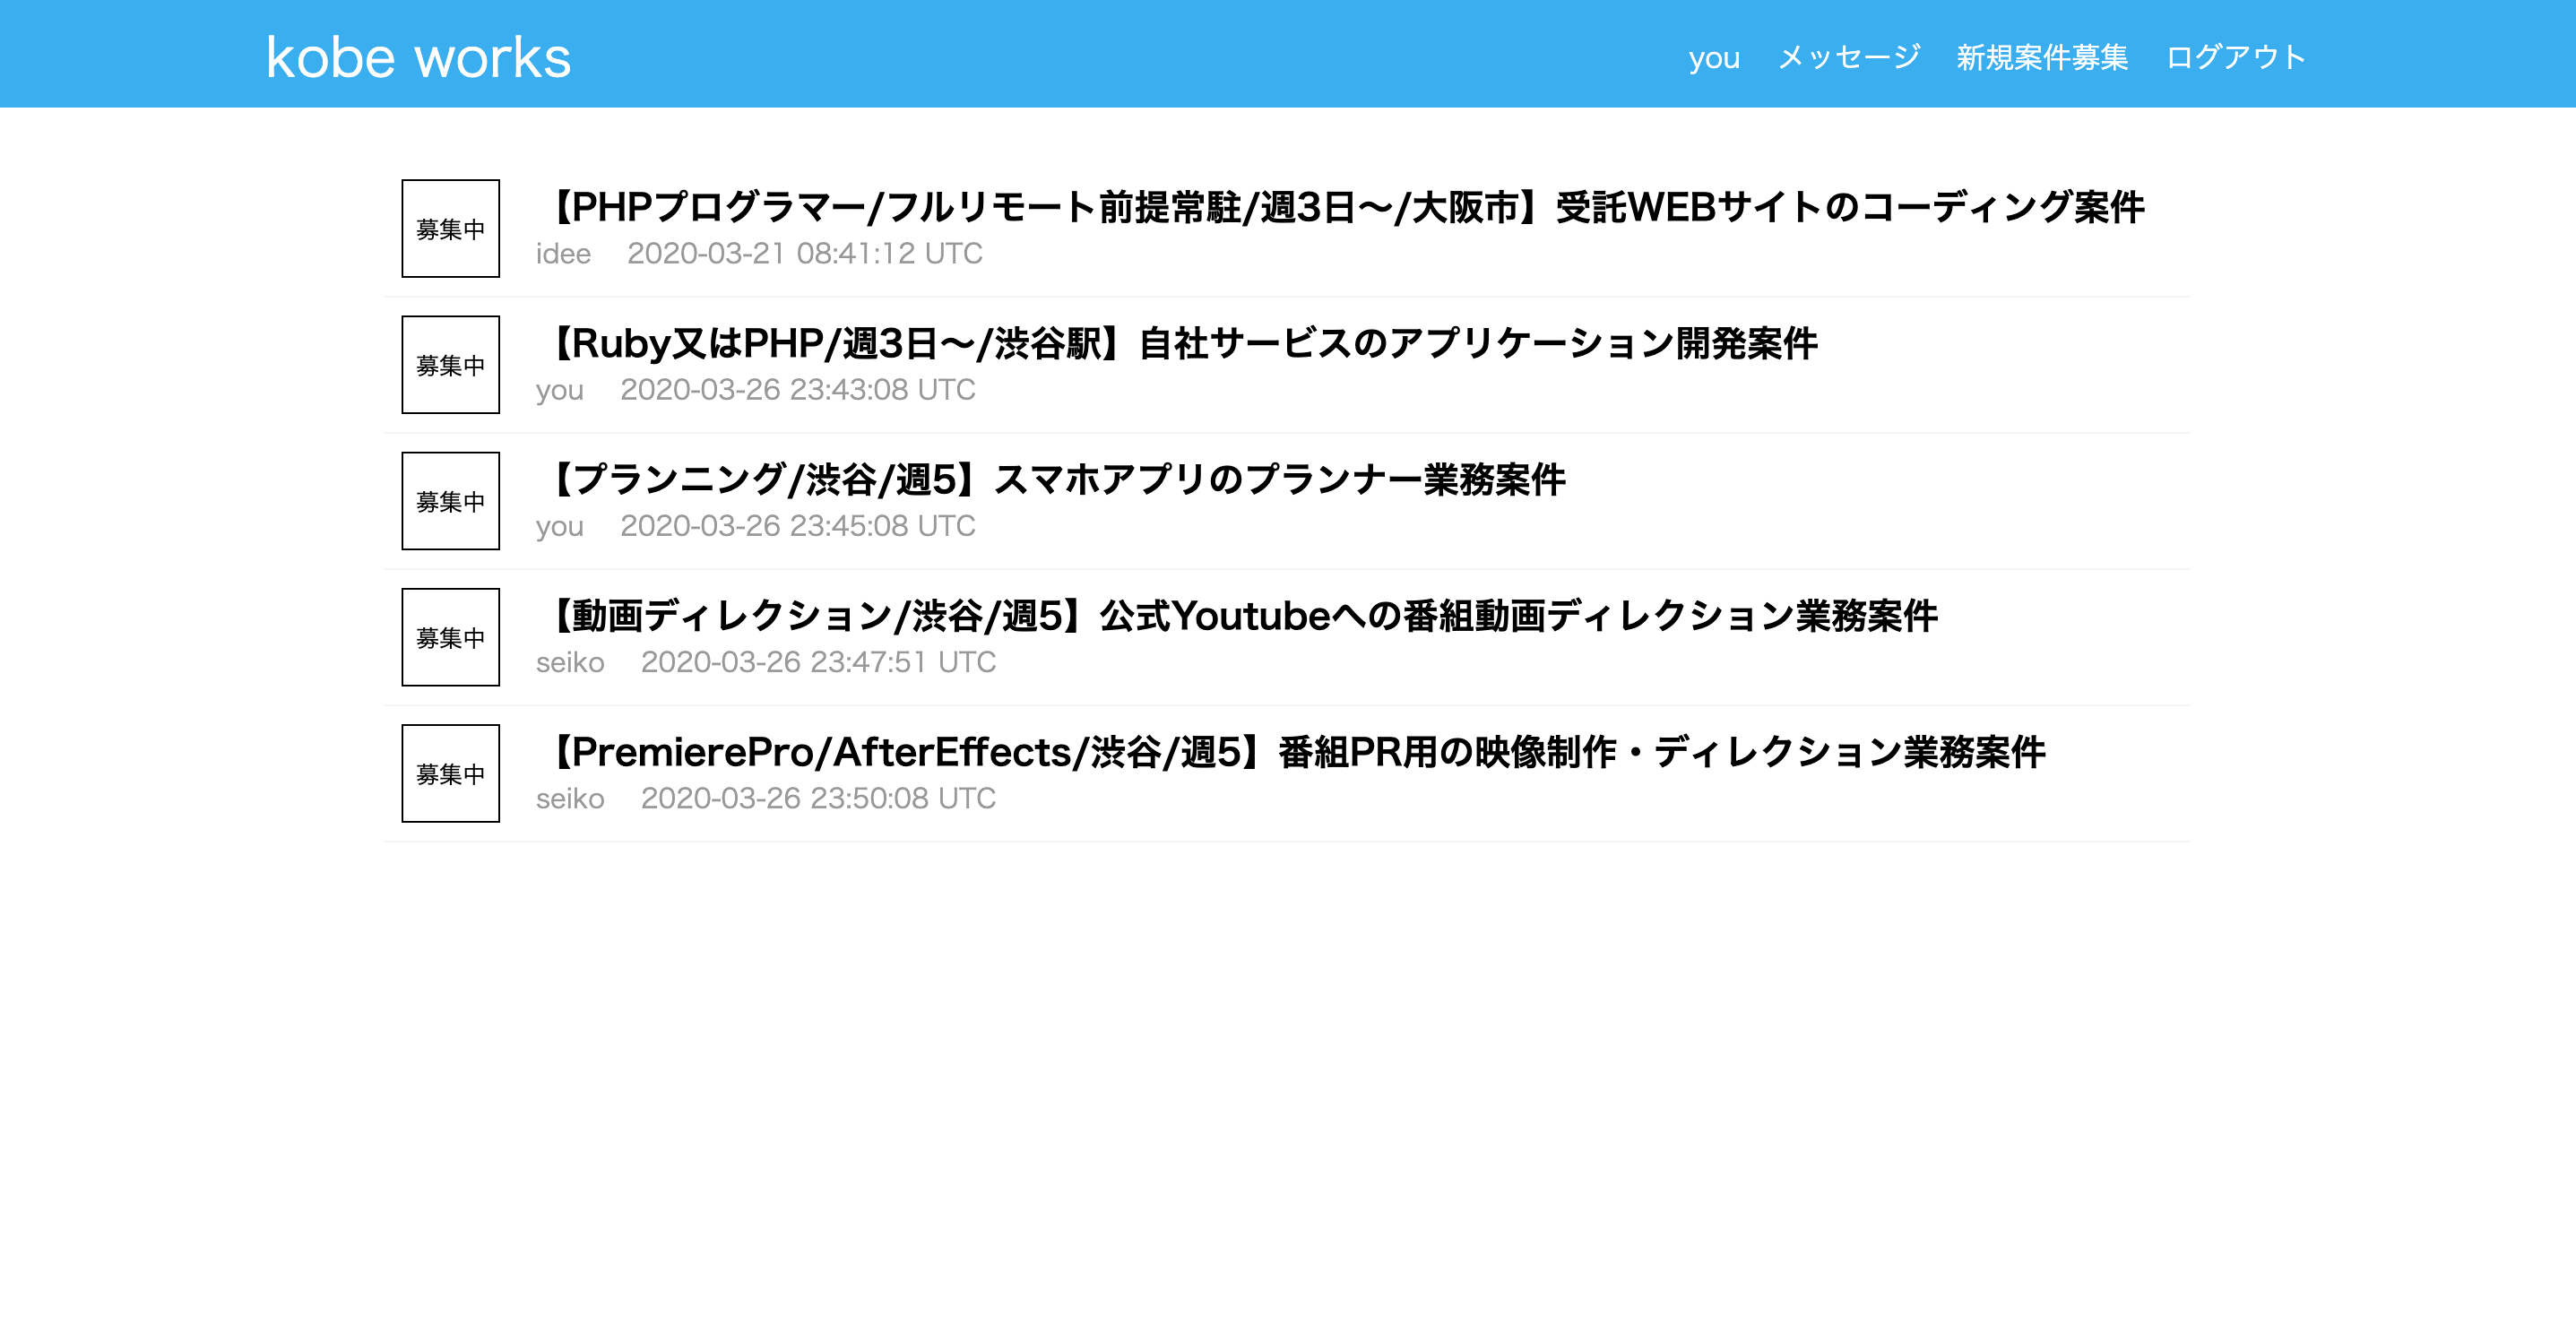 kobe works
you メッセージ 新規案件募集 ログアウト
募集中
【PHPプログラマー/フルリモート前提常駐/週3日〜/大阪市】受託WEBサイトのコーディング案件
idee 2020-03-21 08:41:12 UTC
募集中
【Ruby又はPHP/週3日〜/渋谷駅】自社サービスのアプリケーション開発案件
you 2020-03-26 23:43:08 UTC
募集中
【プランニング/渋谷/週5】スマホアプリのプランナー業務案件
you 2020-03-26 23:45:08 UTC
募集中
【動画ディレクション/渋谷/週5】公式Youtubeへの番組動画ディレクション業務案件
seiko 2020-03-26 23:47:51 UTC
募集中
【PremierePro/AfterEffects/渋谷/週5】番組PR用の映像制作・ディレクション業務案件
seiko 2020-03-26 23:50:08 UTC